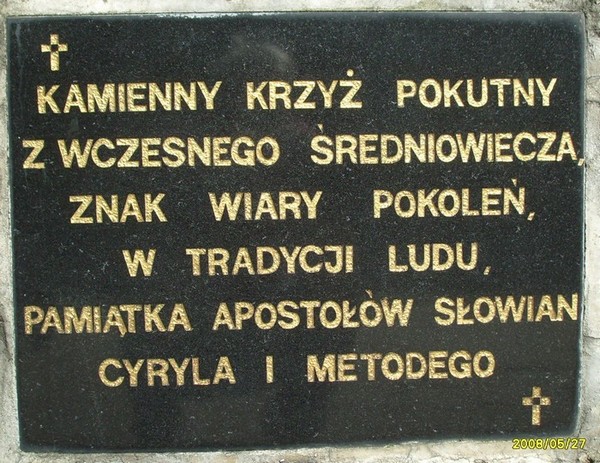 KAMIENNY KRZYŻ POKUTNY
Z WCZESNEGO ŚREDNIOWIECZA,
ZNAK WIARY POKOLEŃ,
W TRADYCJI LUDU,
PAMIĄTKA APOSTOŁÓW SŁOWIAN
CYRYLA I METODEGO
2008/05/27